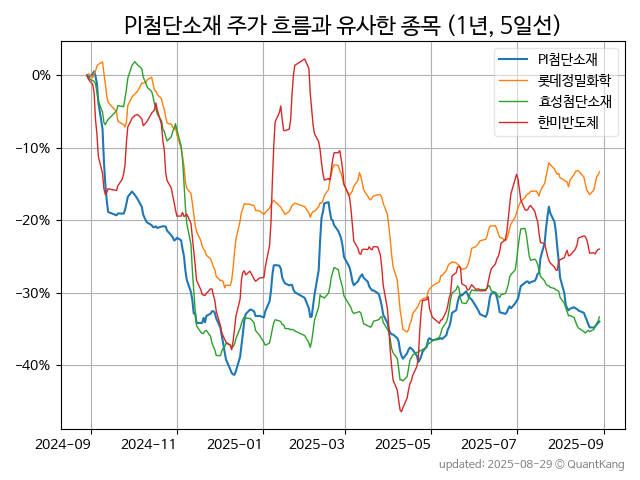 PI첨단소재 주가 흐름과 유사한 종목 (1년, 5일선)
PI첨단소재
롯데정밀화학
효성첨단소재
한미반도체
0%
−10%
−20%
−30%
−40%
2024-09 2024-11 2025-01 2025-03 2025-05 2025-07 2025-09
updated: 2025-08-29 © QuantKang